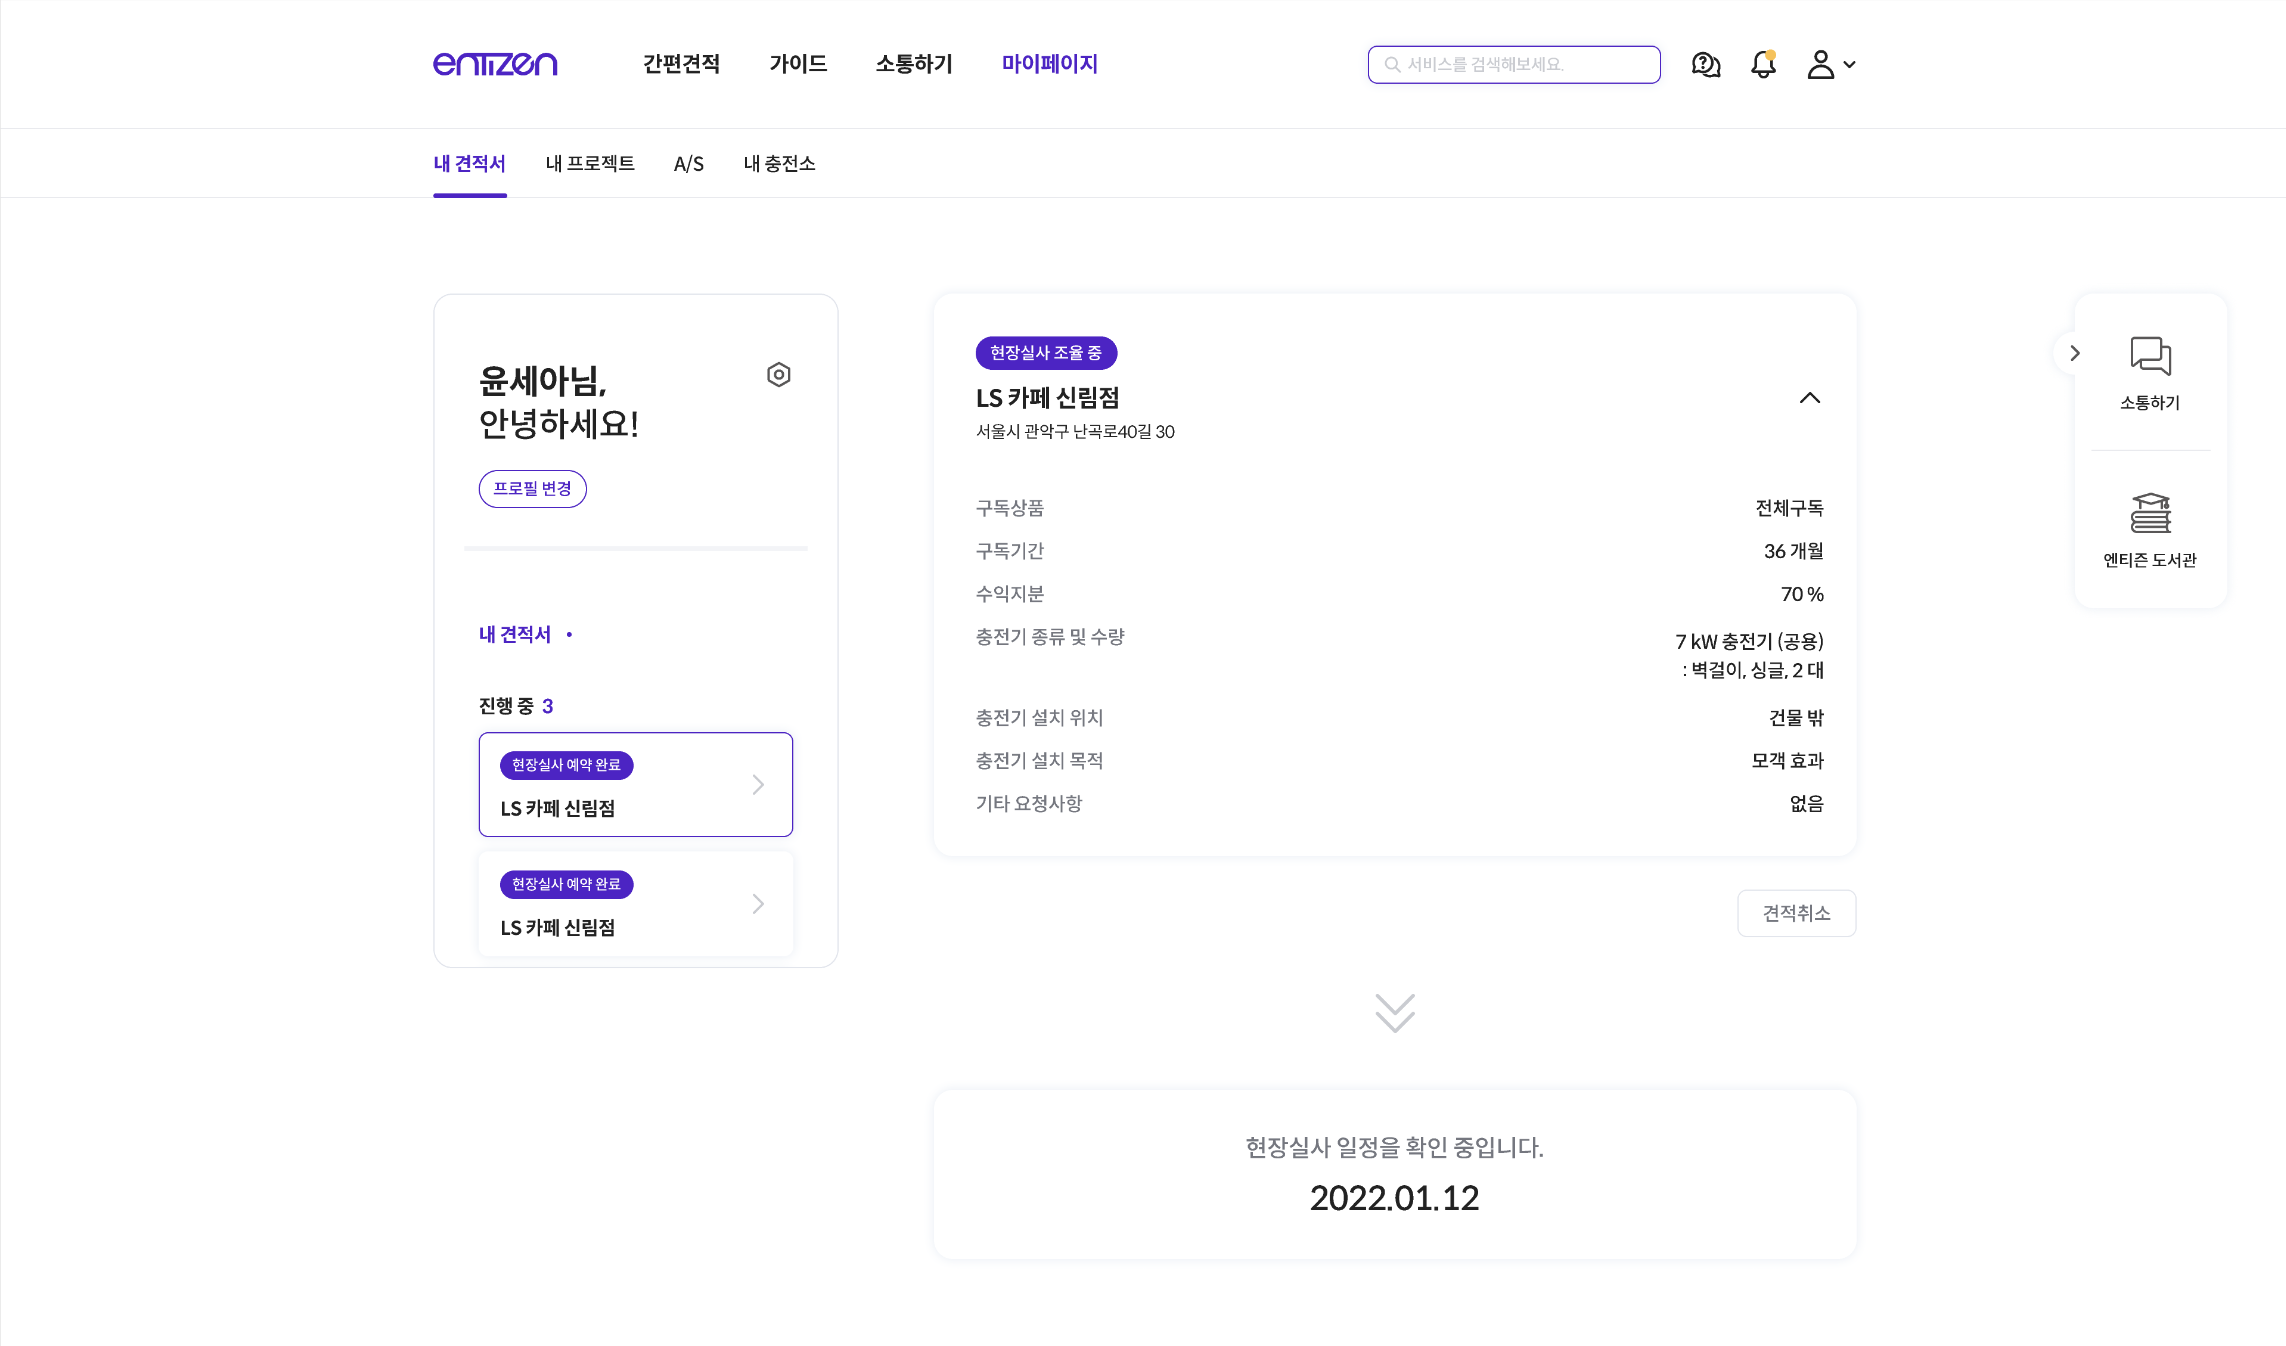 entizen
간편견적
가이드
소통하기
마이페이지
서비스를 검색해보세요.
내 견적서
내 프로젝트
A/S
내 충전소
윤세아님,
안녕하세요!
프로필 변경
내 견적서
진행 중 3
현장실사 예약 완료
LS 카페 신림점
현장실사 예약 완료
LS 카페 신림점
현장실사 조율 중
LS 카페 신림점
서울시 관악구 난곡로40길 30
구독상품 전체구독
구독기간 36 개월
수익지분 70 %
충전기 종류 및 수량 7 kW 충전기 (공용)
: 벽걸이, 싱글, 2 대
충전기 설치 위치 건물 밖
충전기 설치 목적 모객 효과
기타 요청사항 없음
견적취소
현장실사 일정을 확인 중입니다.
2022.01.12
소통하기
엔티즌 도서관